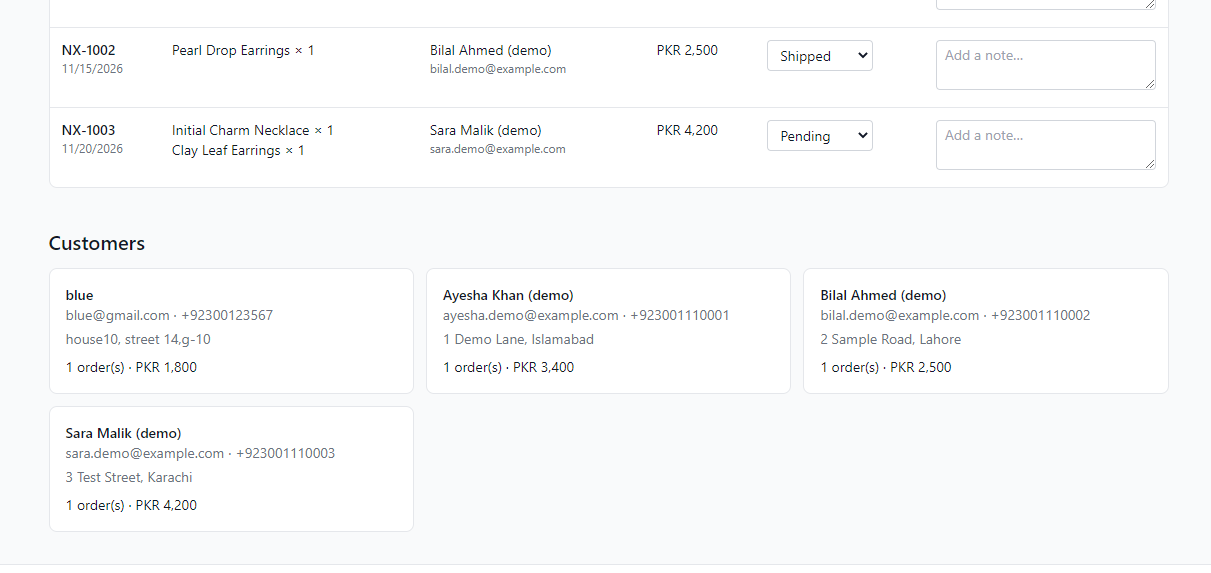 NX-1002 Pearl Drop Earrings × 1 Bilal Ahmed (demo) PKR 2,500 Shipped Add a note...
11/15/2026 bilal.demo@example.com
NX-1003 Initial Charm Necklace × 1 Sara Malik (demo) PKR 4,200 Pending Add a note...
11/20/2026 Clay Leaf Earrings × 1 sara.demo@example.com
Customers
blue
blue@gmail.com · +92300123567
house10, street 14,g-10
1 order(s) · PKR 1,800
Ayesha Khan (demo)
ayesha.demo@example.com · +923001110001
1 Demo Lane, Islamabad
1 order(s) · PKR 3,400
Bilal Ahmed (demo)
bilal.demo@example.com · +923001110002
2 Sample Road, Lahore
1 order(s) · PKR 2,500
Sara Malik (demo)
sara.demo@example.com · +923001110003
3 Test Street, Karachi
1 order(s) · PKR 4,200